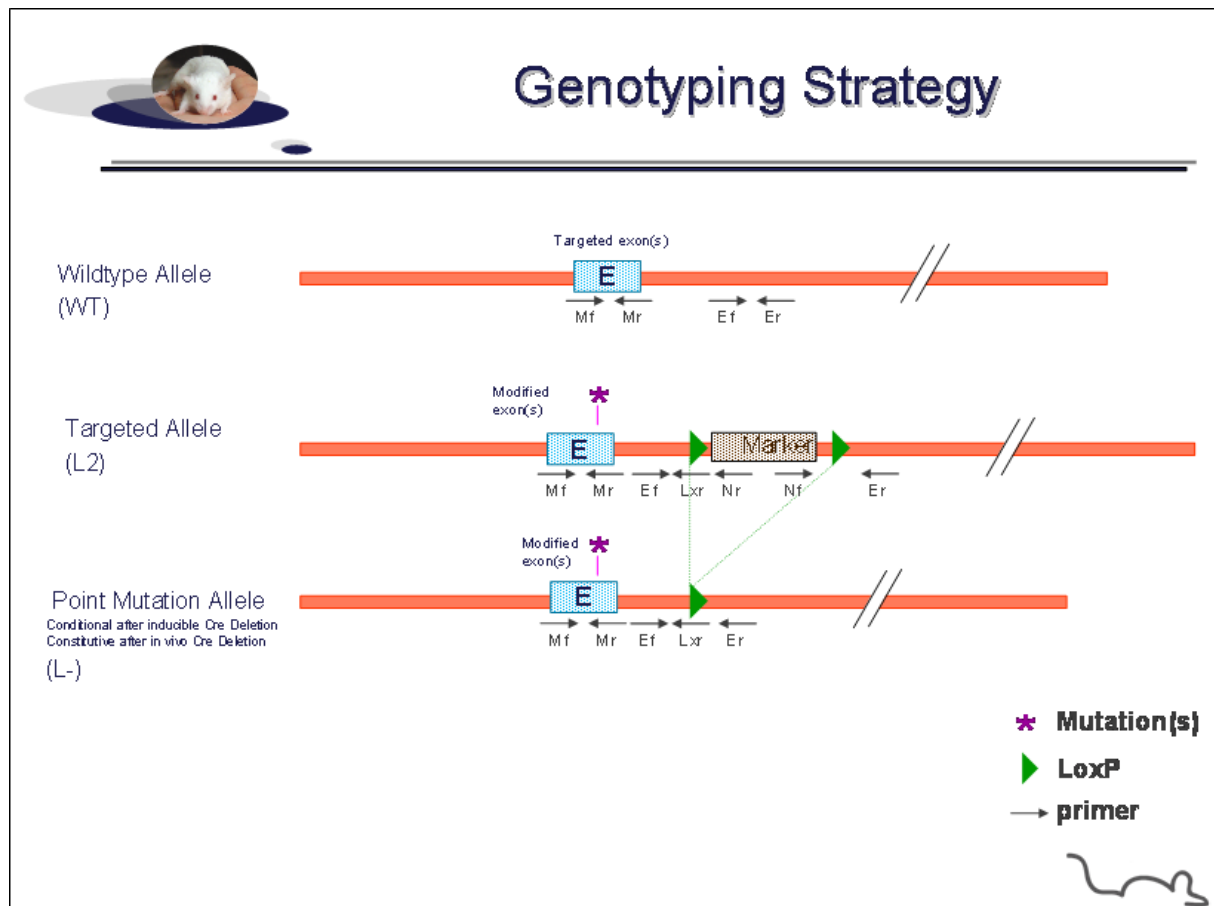 Genotyping Strategy
Targeted exon(s)
Wildtype Allele
(WT)
E
Mf Mr Ef Er
Modified
exon(s)
*
Targeted Allele
(L2)
E
Marker
Mf Mr Ef Lxr Nr Nf Er
Modified
exon(s)
*
Point Mutation Allele
Conditional after inducible Cre Deletion
Constitutive after in vivo Cre Deletion
(L-)
E
Mf Mr Ef Lxr Er
* Mutation(s)
LoxP
primer